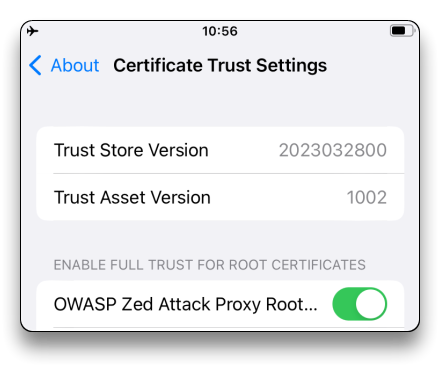 10:56
About Certificate Trust Settings
Trust Store Version 2023032800
Trust Asset Version 1002
ENABLE FULL TRUST FOR ROOT CERTIFICATES
OWASP Zed Attack Proxy Root...